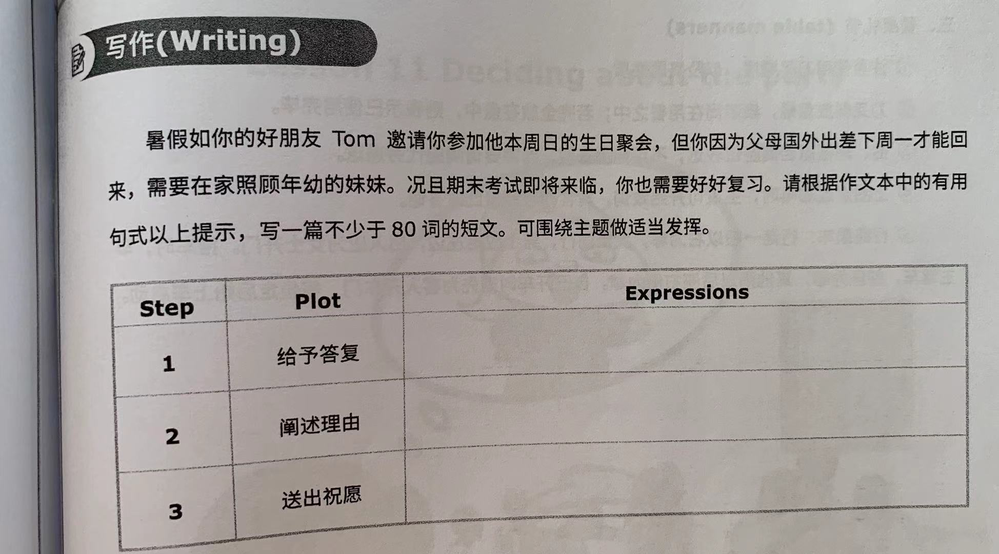 写作(Writing)
暑假如你的好朋友 Tom 邀请你参加他本周日的生日聚会，但你因为父母国外出差下周一才能回
来，需要在家照顾年幼的妹妹。况且期末考试即将来临，你也需要好好复习。请根据作文本中的有用
句式以上提示，写一篇不少于 80 词的短文。可围绕主题做适当发挥。
Step Plot Expressions
1 给予答复
2 阐述理由
3 送出祝愿